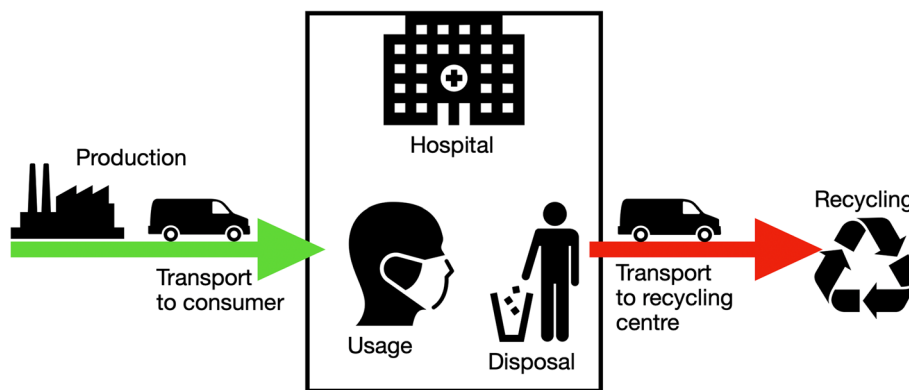 Hospital
Production
Transport
to consumer
Usage
Disposal
Transport
to recycling
centre
Recycling